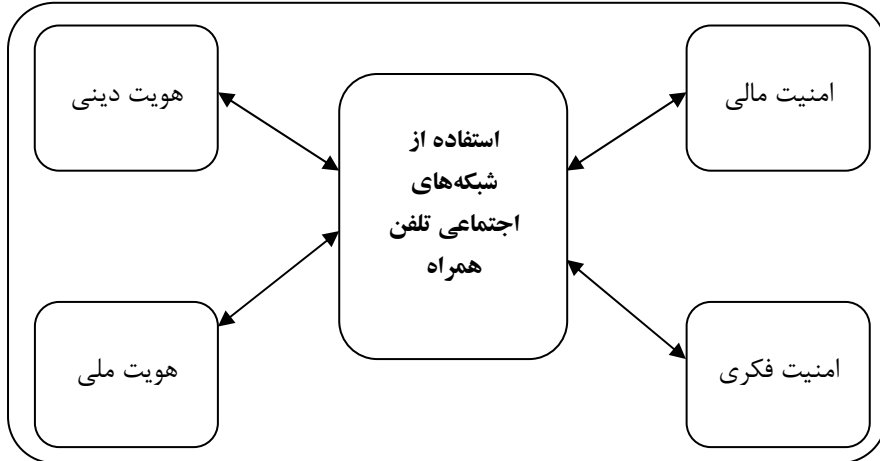 امنیت مالی
هویت دینی
استفاده از
شبکه‌های
اجتماعی تلفن
همراه
امنیت فکری
هویت ملی